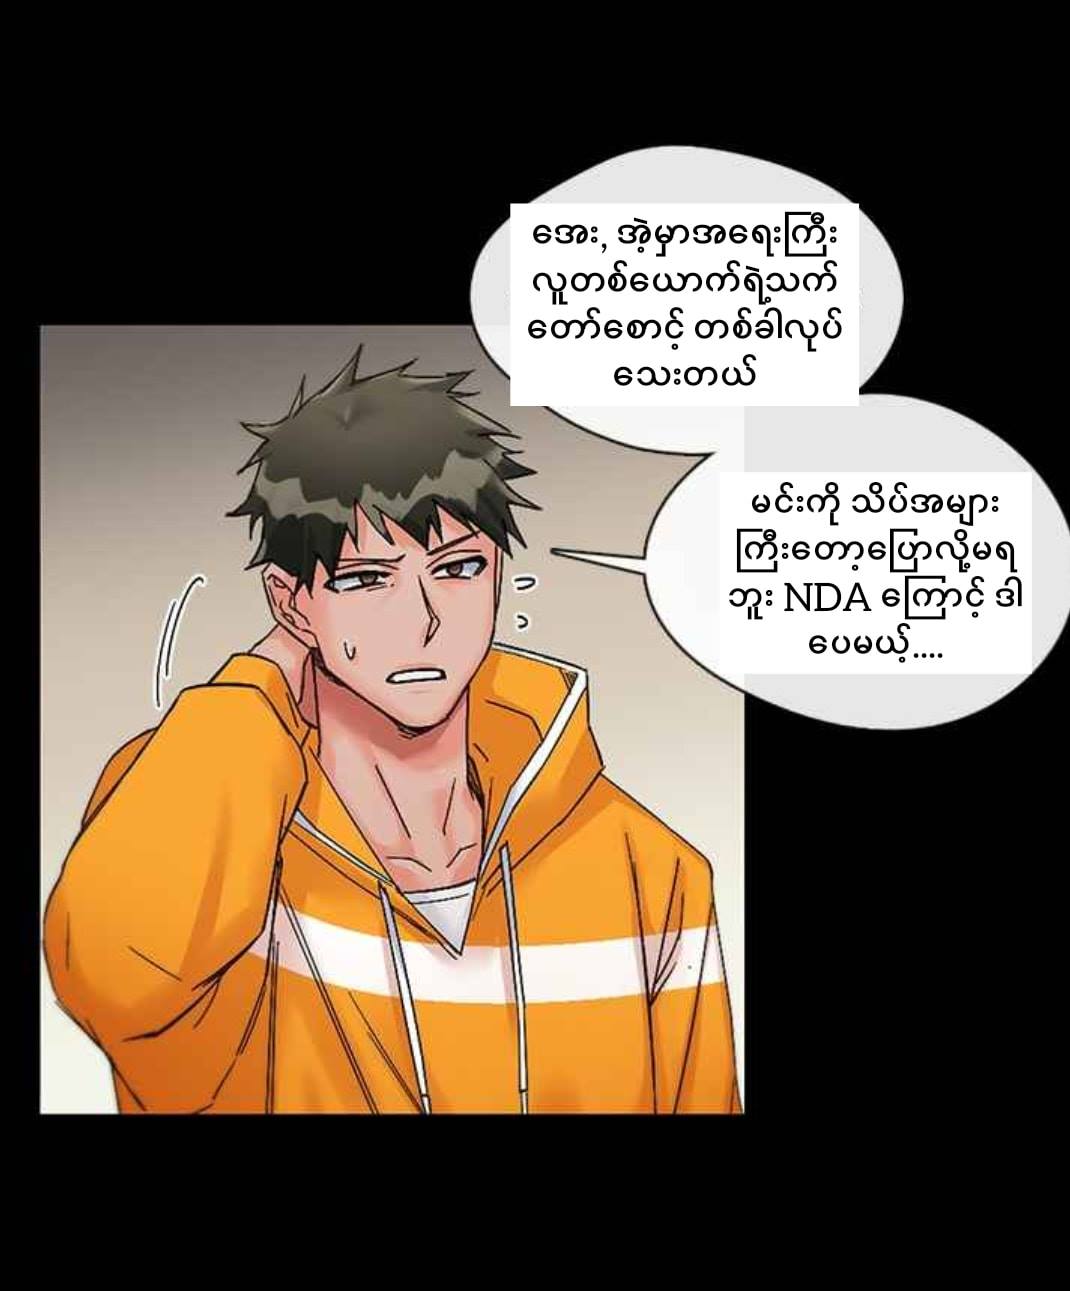 အေး, အဲ့မှာအရေးကြီး
လူတစ်ယောက်ရဲ့သက်
တော်စောင့် တစ်ခါလုပ်
သေးတယ်
မင်းကို သိပ်အများ
ကြီးတော့ပြောလို့မရ
ဘူး NDA ကြောင့် ဒါ
ပေမယ့်....